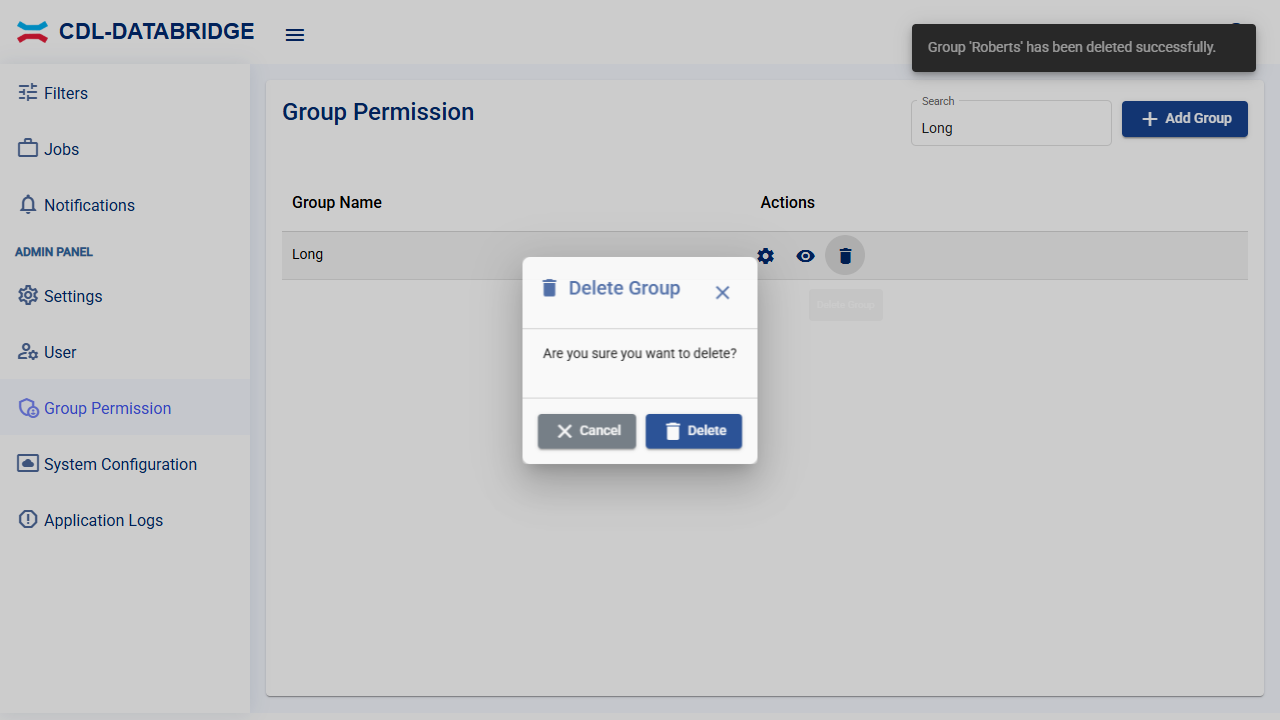 CDL-DATABRIDGE
Group 'Roberts' has been deleted successfully.
Filters
Jobs
Notifications
ADMIN PANEL
Settings
User
Group Permission
System Configuration
Application Logs
Group Permission
Search
Long
Add Group
Group Name
Actions
Long
Delete Group
Are you sure you want to delete?
Cancel
Delete